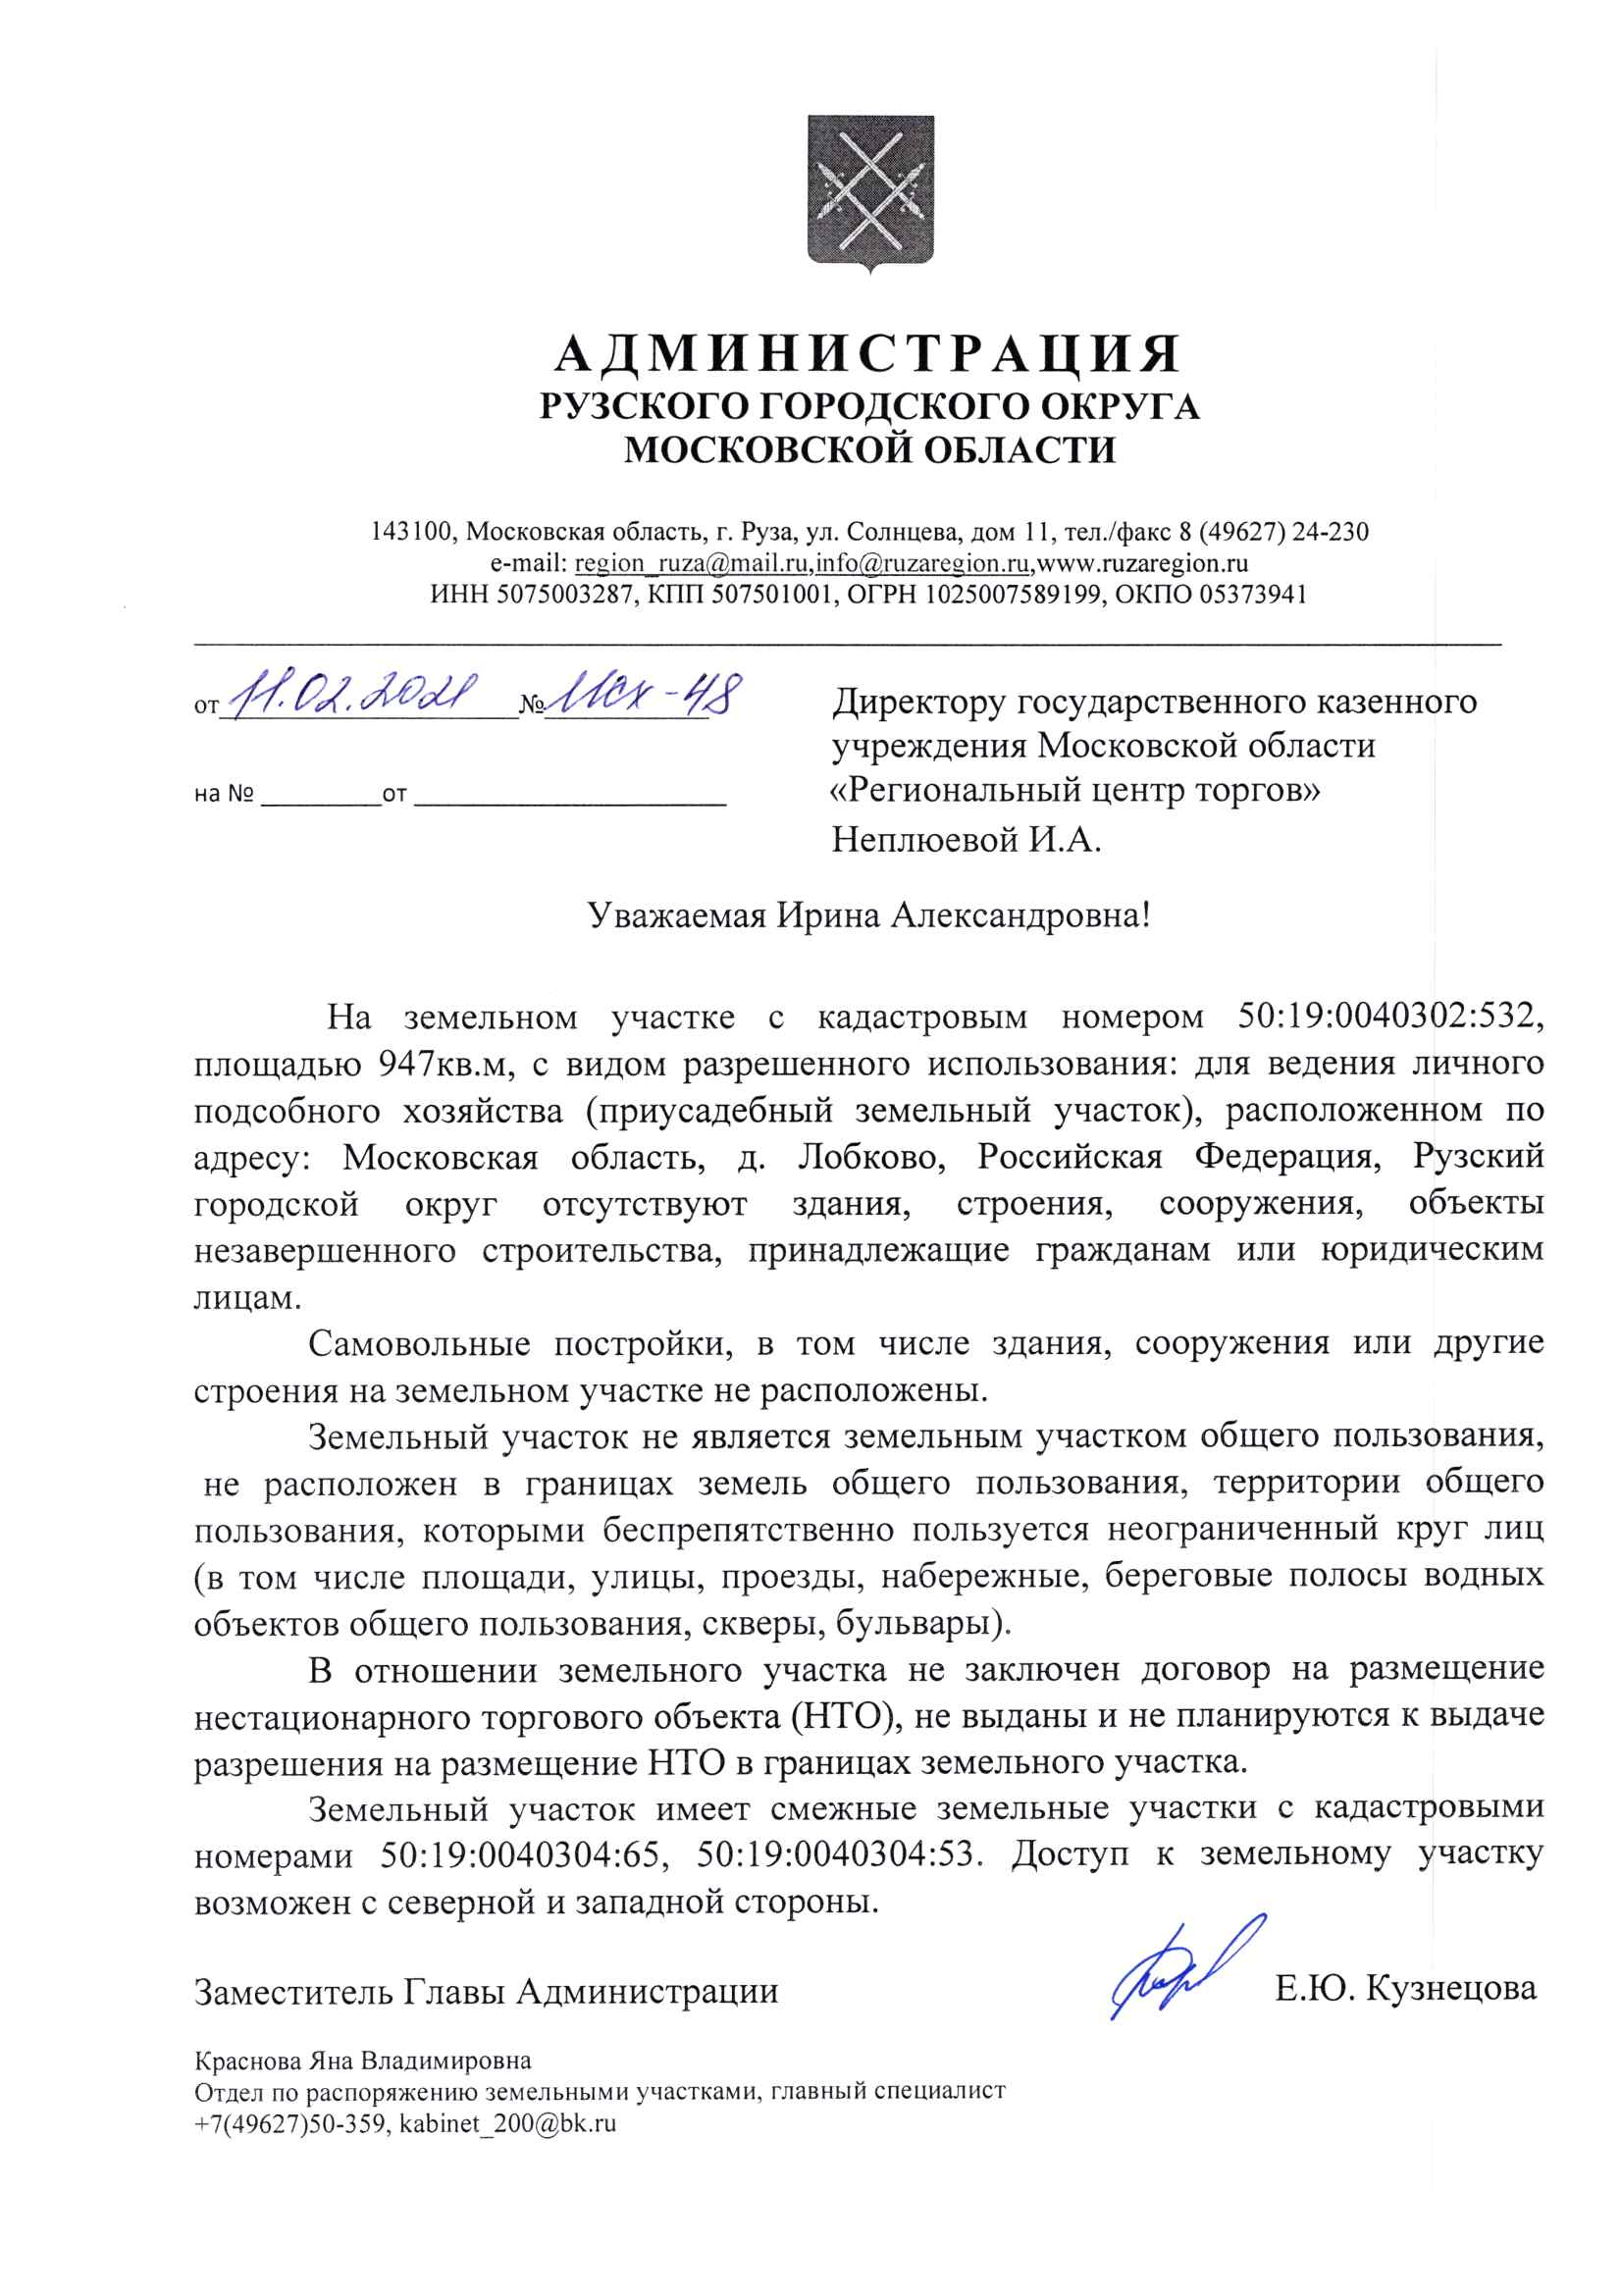 АДМИНИСТРАЦИЯ
РУЗСКОГО ГОРОДСКОГО ОКРУГА
МОСКОВСКОЙ ОБЛАСТИ
143100, Московская область, г. Руза, ул. Солнцева, дом 11, тел./факс 8 (49627) 24-230
e-mail: region_ruza@mail.ru,info@ruzaregion.ru,www.ruzaregion.ru
ИНН 5075003287, КПП 507501001, ОГРН 1025007589199, ОКПО 05373941
от 11.02.2021 № Исх-48
на № _________от ___________________
Директору государственного казенного
учреждения Московской области
«Региональный центр торгов»
Неплюевой И.А.
Уважаемая Ирина Александровна!
На земельном участке с кадастровым номером 50:19:0040302:532,
площадью 947кв.м, с видом разрешенного использования: для ведения личного
подсобного хозяйства (приусадебный земельный участок), расположенном по
адресу: Московская область, д. Лобково, Российская Федерация, Рузский
городской округ отсутствуют здания, строения, сооружения, объекты
незавершенного строительства, принадлежащие гражданам или юридическим
лицам.
Самовольные постройки, в том числе здания, сооружения или другие
строения на земельном участке не расположены.
Земельный участок не является земельным участком общего пользования,
не расположен в границах земель общего пользования, территории общего
пользования, которыми беспрепятственно пользуется неограниченный круг лиц
(в том числе площади, улицы, проезды, набережные, береговые полосы водных
объектов общего пользования, скверы, бульвары).
В отношении земельного участка не заключен договор на размещение
нестационарного торгового объекта (НТО), не выданы и не планируются к выдаче
разрешения на размещение НТО в границах земельного участка.
Земельный участок имеет смежные земельные участки с кадастровыми
номерами 50:19:0040304:65, 50:19:0040304:53. Доступ к земельному участку
возможен с северной и западной стороны.
Заместитель Главы Администрации
Е.Ю. Кузнецова
Краснова Яна Владимировна
Отдел по распоряжению земельными участками, главный специалист
+7(49627)50-359, kabinet_200@bk.ru